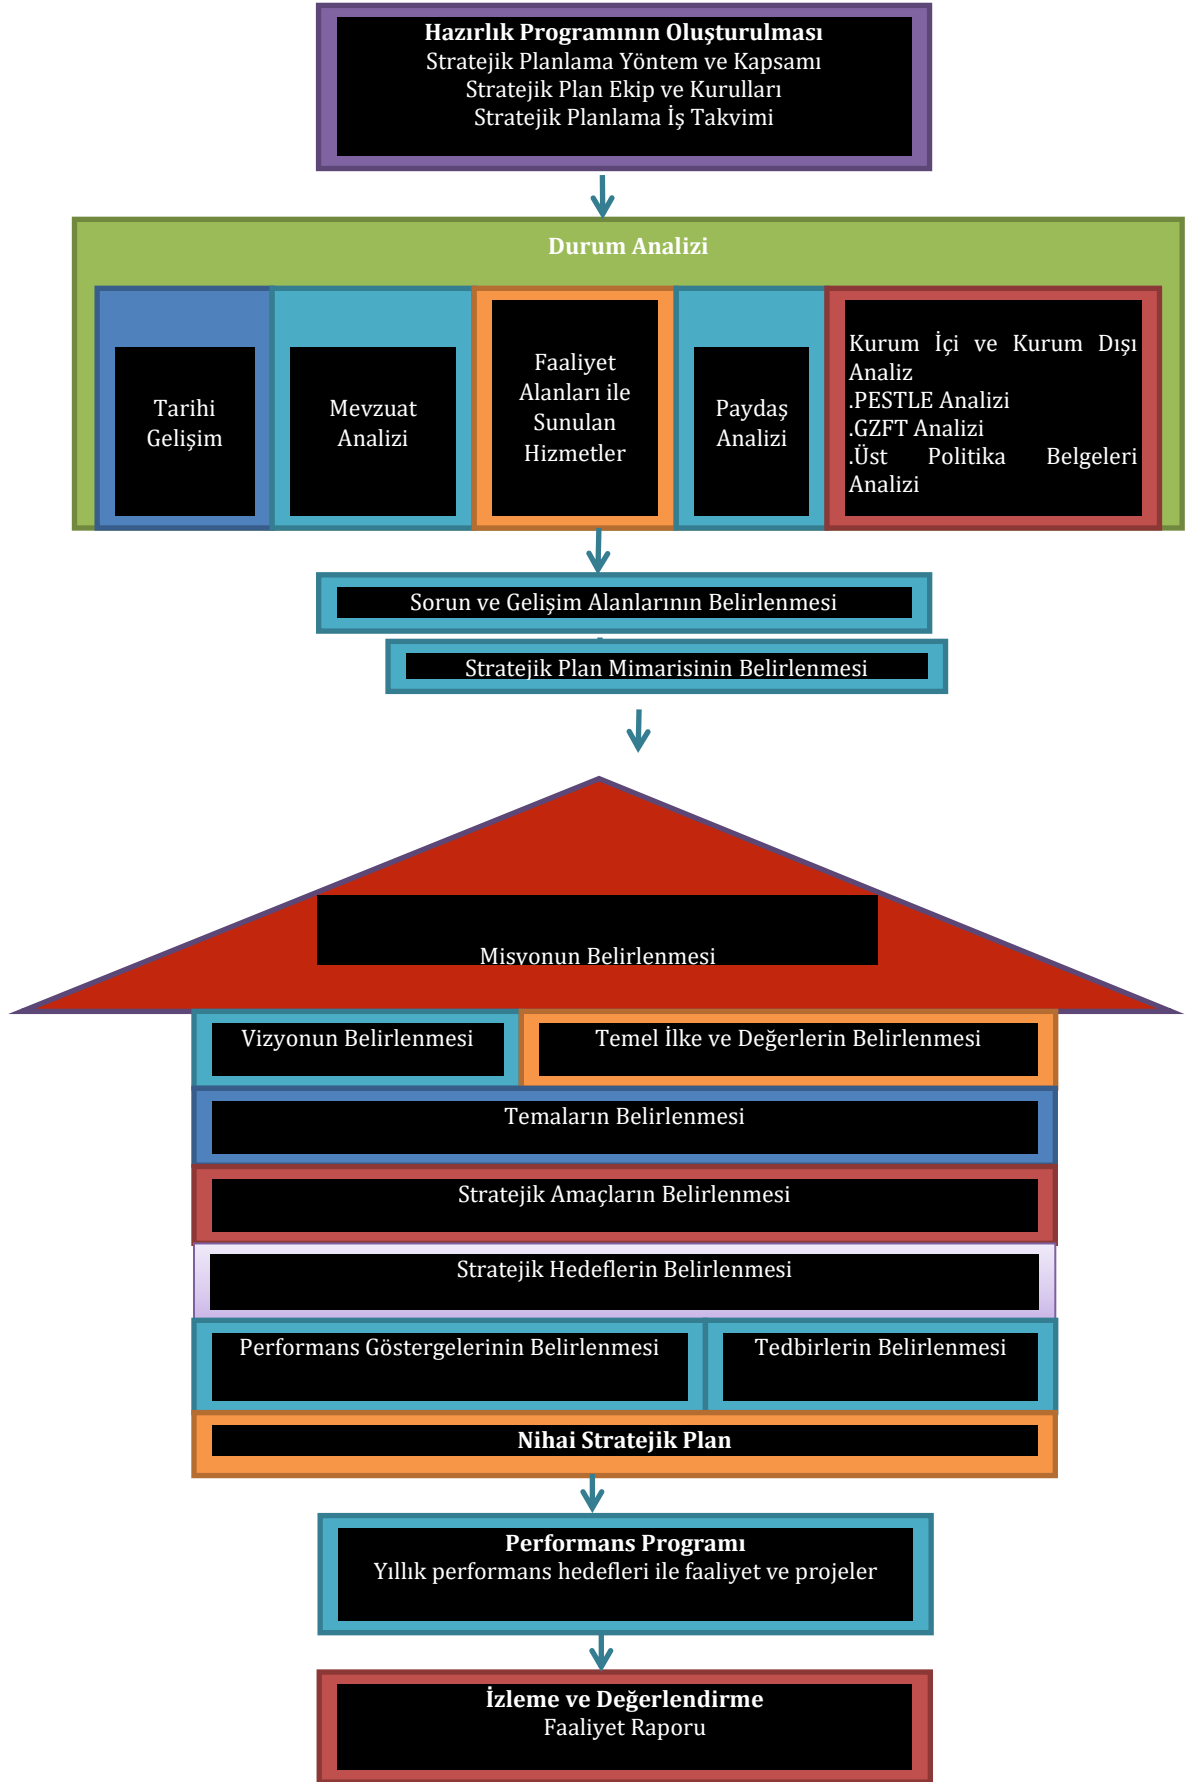 Hazırlık Programının Oluşturulması
Stratejik Planlama Yöntem ve Kapsamı
Stratejik Plan Ekip ve Kurulları
Stratejik Planlama İş Takvimi
Durum Analizi
Tarihi
Gelişim
Mevzuat
Analizi
Faaliyet
Alanları ile
Sunulan
Hizmetler
Paydaş
Analizi
Kurum İçi ve Kurum Dışı
Analiz
.PESTLE Analizi
.GZFT Analizi
.Üst Politika Belgeleri
Analizi
Sorun ve Gelişim Alanlarının Belirlenmesi
Stratejik Plan Mimarisinin Belirlenmesi
Misyonun Belirlenmesi
Vizyonun Belirlenmesi
Temel İlke ve Değerlerin Belirlenmesi
Temaların Belirlenmesi
Stratejik Amaçların Belirlenmesi
Stratejik Hedeflerin Belirlenmesi
Performans Göstergelerinin Belirlenmesi
Tedbirlerin Belirlenmesi
Nihai Stratejik Plan
Performans Programı
Yıllık performans hedefleri ile faaliyet ve projeler
İzleme ve Değerlendirme
Faaliyet Raporu